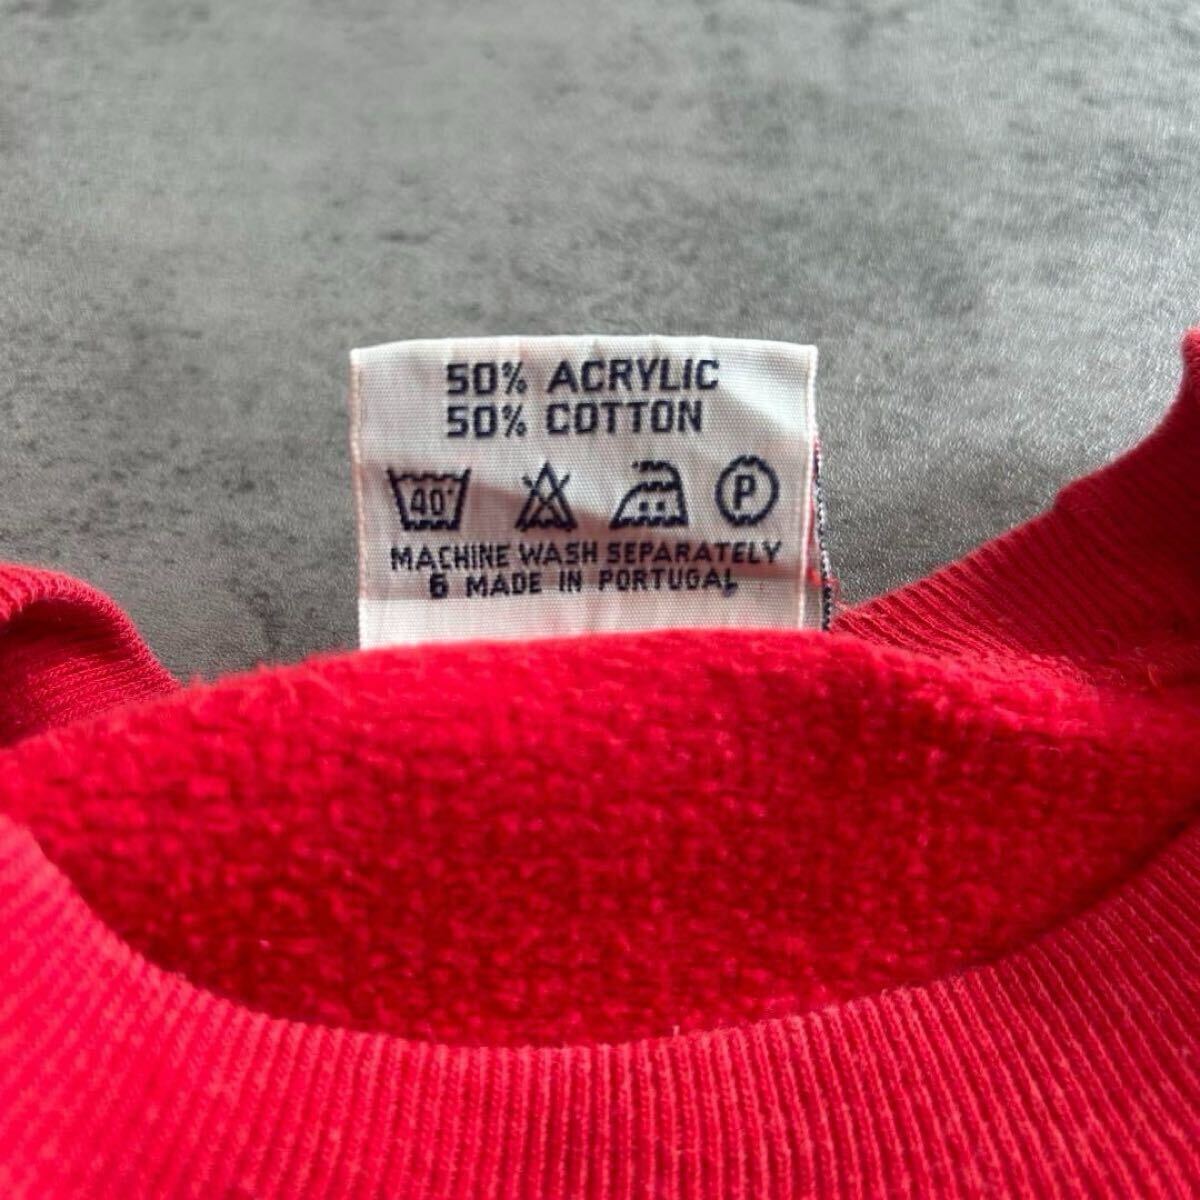 50% ACRYLIC
50% COTTON
40° P
MACHINE WASH SEPARATELY
6 MADE IN PORTUGAL